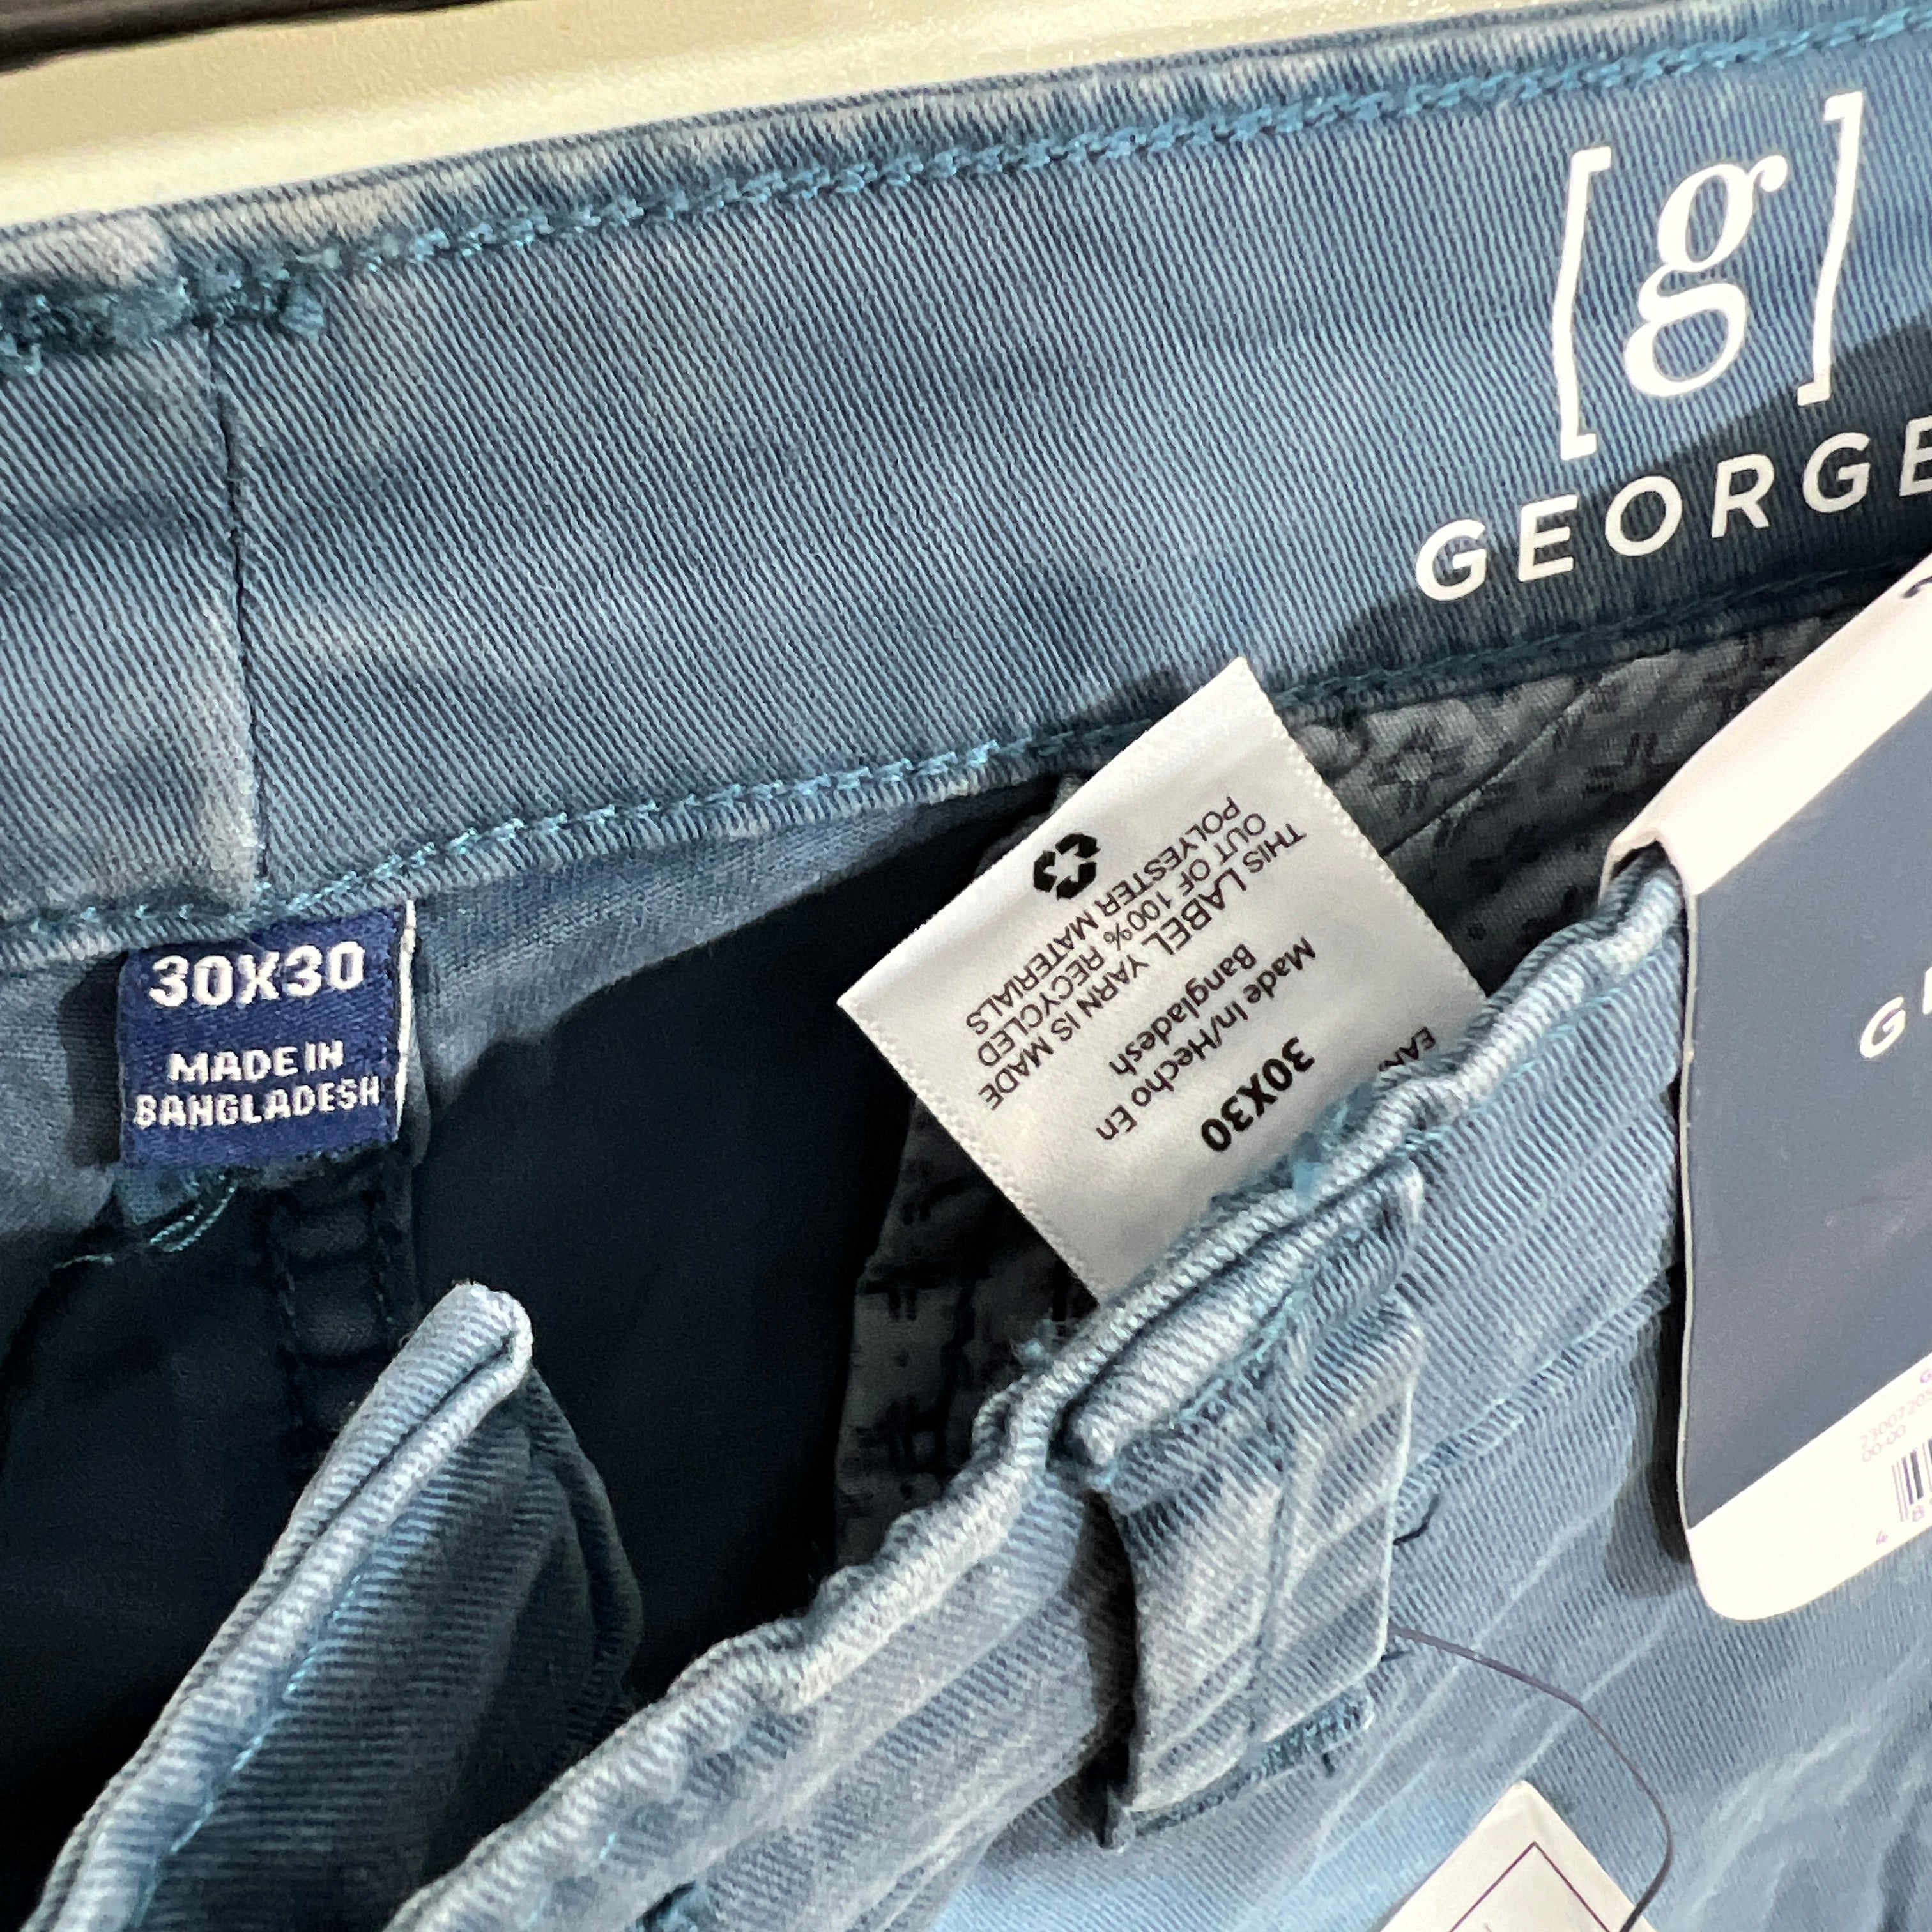 [g]
GEORGE
30X30
MADE IN
BANGLADESH
THIS LABEL YARN IS MADE
OUT OF 100% RECYCLED
POLYESTER MATERIALS
Made In/Hecho En
Bangladesh
30X30
G